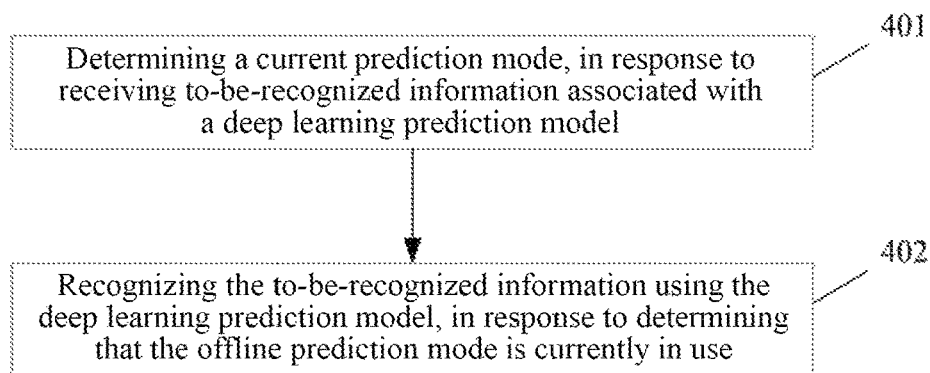 401
Determining a current prediction mode, in response to
receiving to-be-recognized information associated with
a deep learning prediction model
402
Recognizing the to-be-recognized information using the
deep learning prediction model, in response to determining
that the offline prediction mode is currently in use